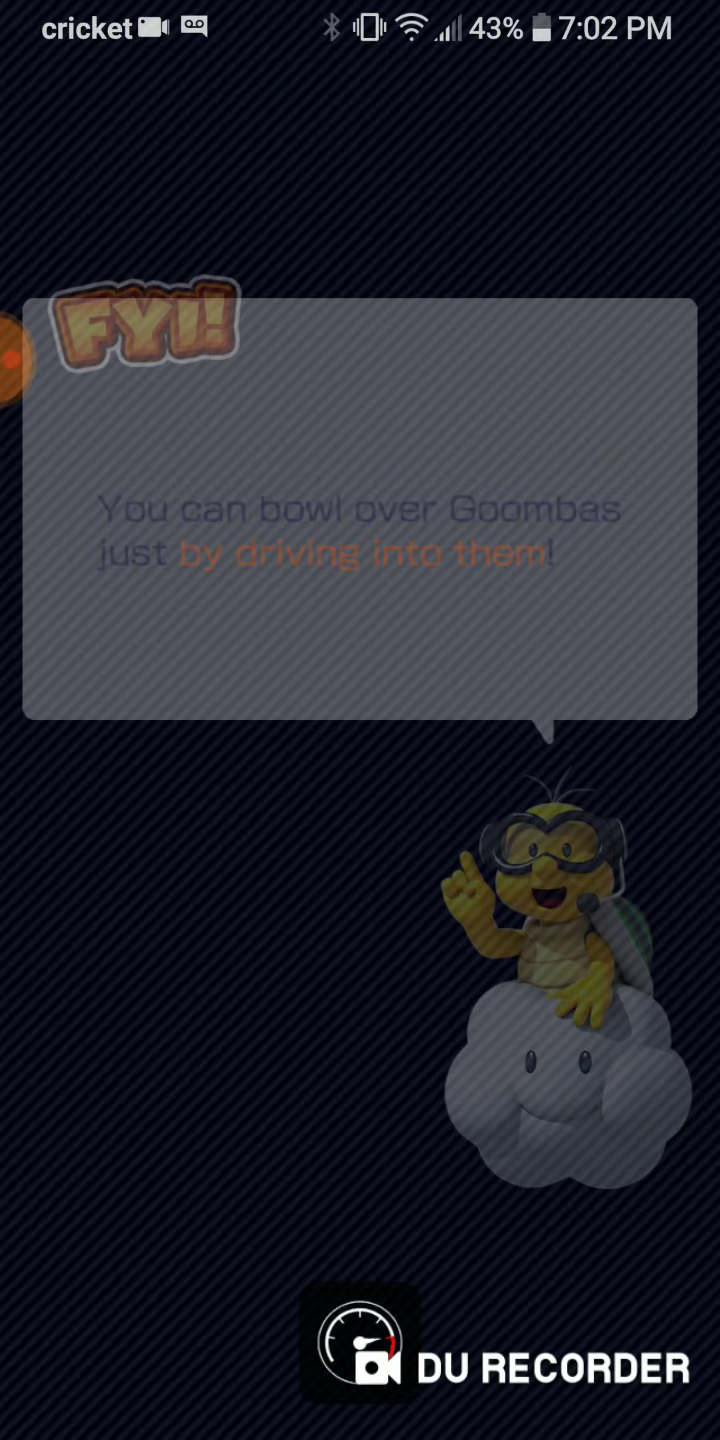 cricket 43% 7:02 PM
FYI!
You can bowl over Goombas
just by driving into them!
DU RECORDER